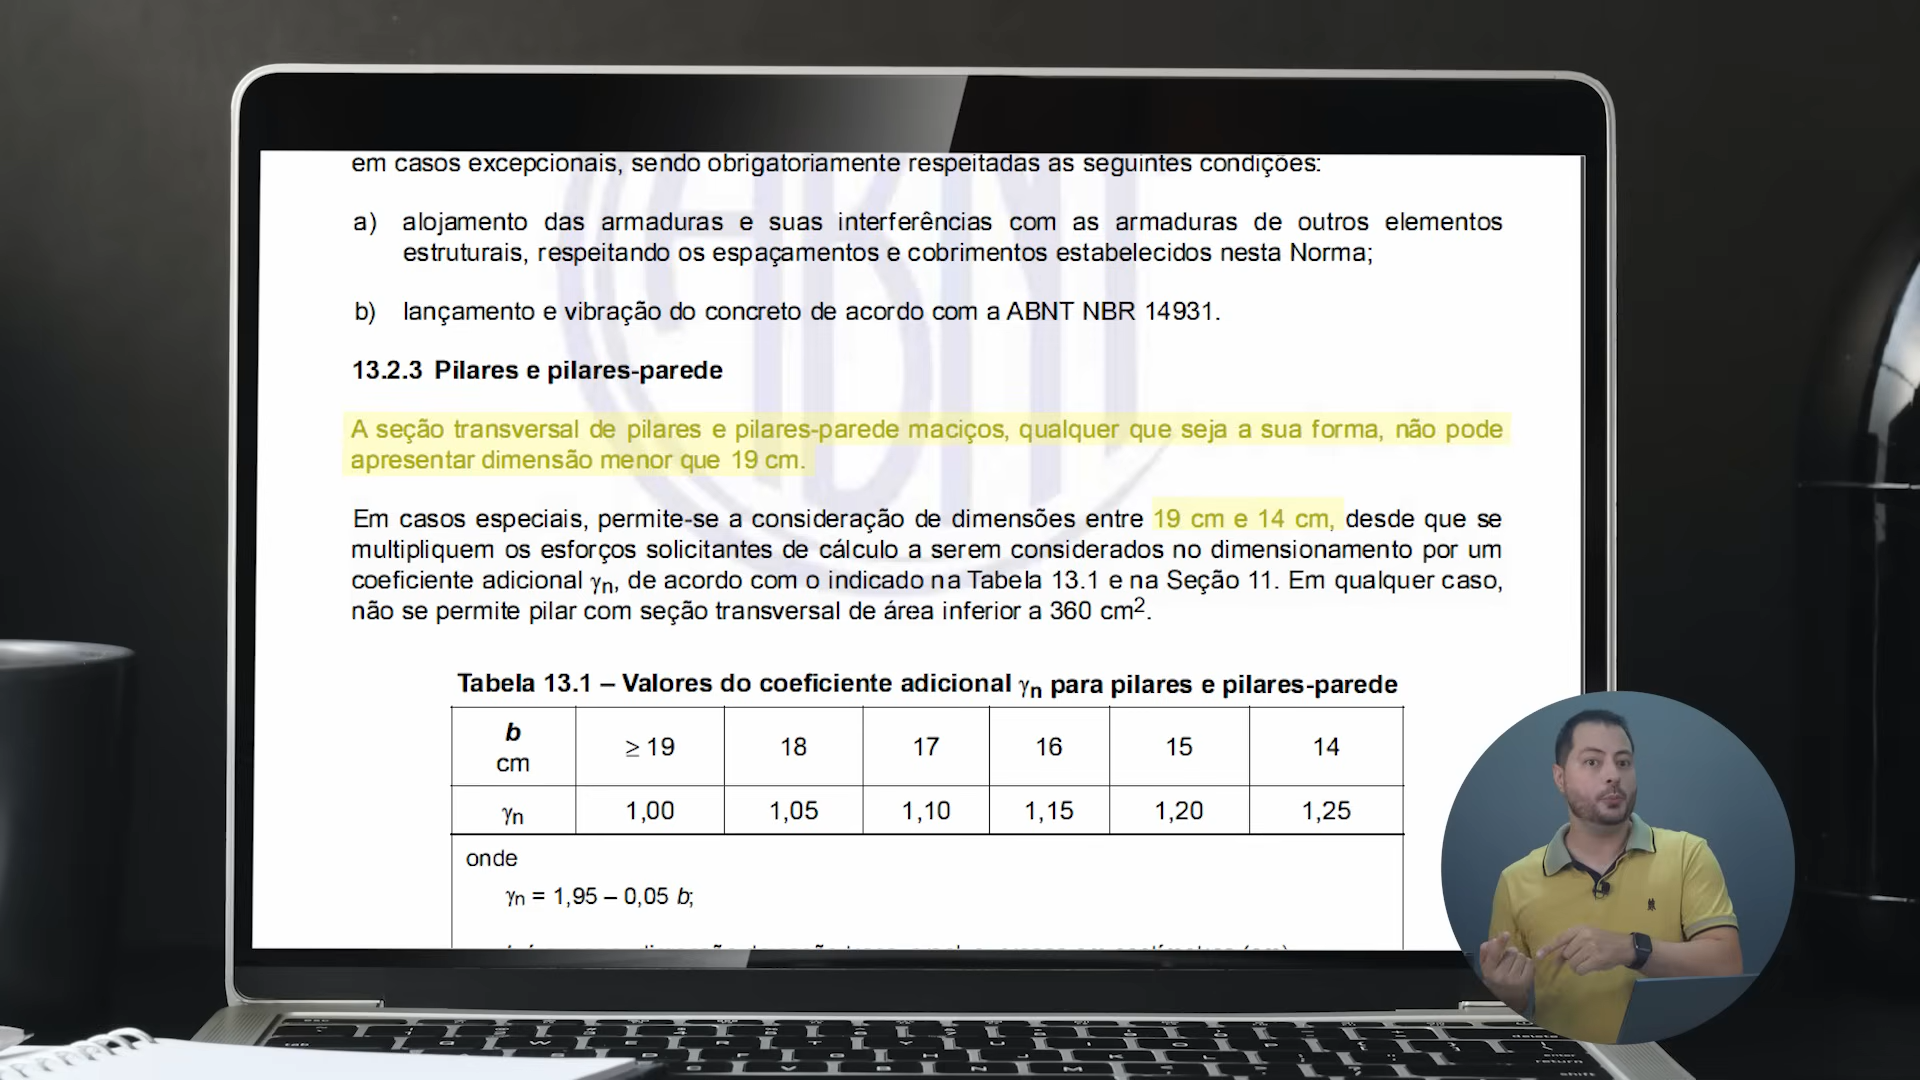 em casos excepcionais, sendo obrigatoriamente respeitadas as seguintes condições:
a) alojamento das armaduras e suas interferências com as armaduras de outros elementos
estruturais, respeitando os espaçamentos e cobrimentos estabelecidos nesta Norma;
b) lançamento e vibração do concreto de acordo com a ABNT NBR 14931.
13.2.3 Pilares e pilares-parede
A seção transversal de pilares e pilares-parede maciços, qualquer que seja a sua forma, não pode
apresentar dimensão menor que 19 cm.
Em casos especiais, permite-se a consideração de dimensões entre 19 cm e 14 cm, desde que se
multipliquem os esforços solicitantes de cálculo a serem considerados no dimensionamento por um
coeficiente adicional γn, de acordo com o indicado na Tabela 13.1 e na Seção 11. Em qualquer caso,
não se permite pilar com seção transversal de área inferior a 360 cm².
Tabela 13.1 – Valores do coeficiente adicional γn para pilares e pilares-parede
b cm ≥ 19 18 17 16 15 14
γn 1,00 1,05 1,10 1,15 1,20 1,25
onde
γn = 1,95 – 0,05 b;
ABNT